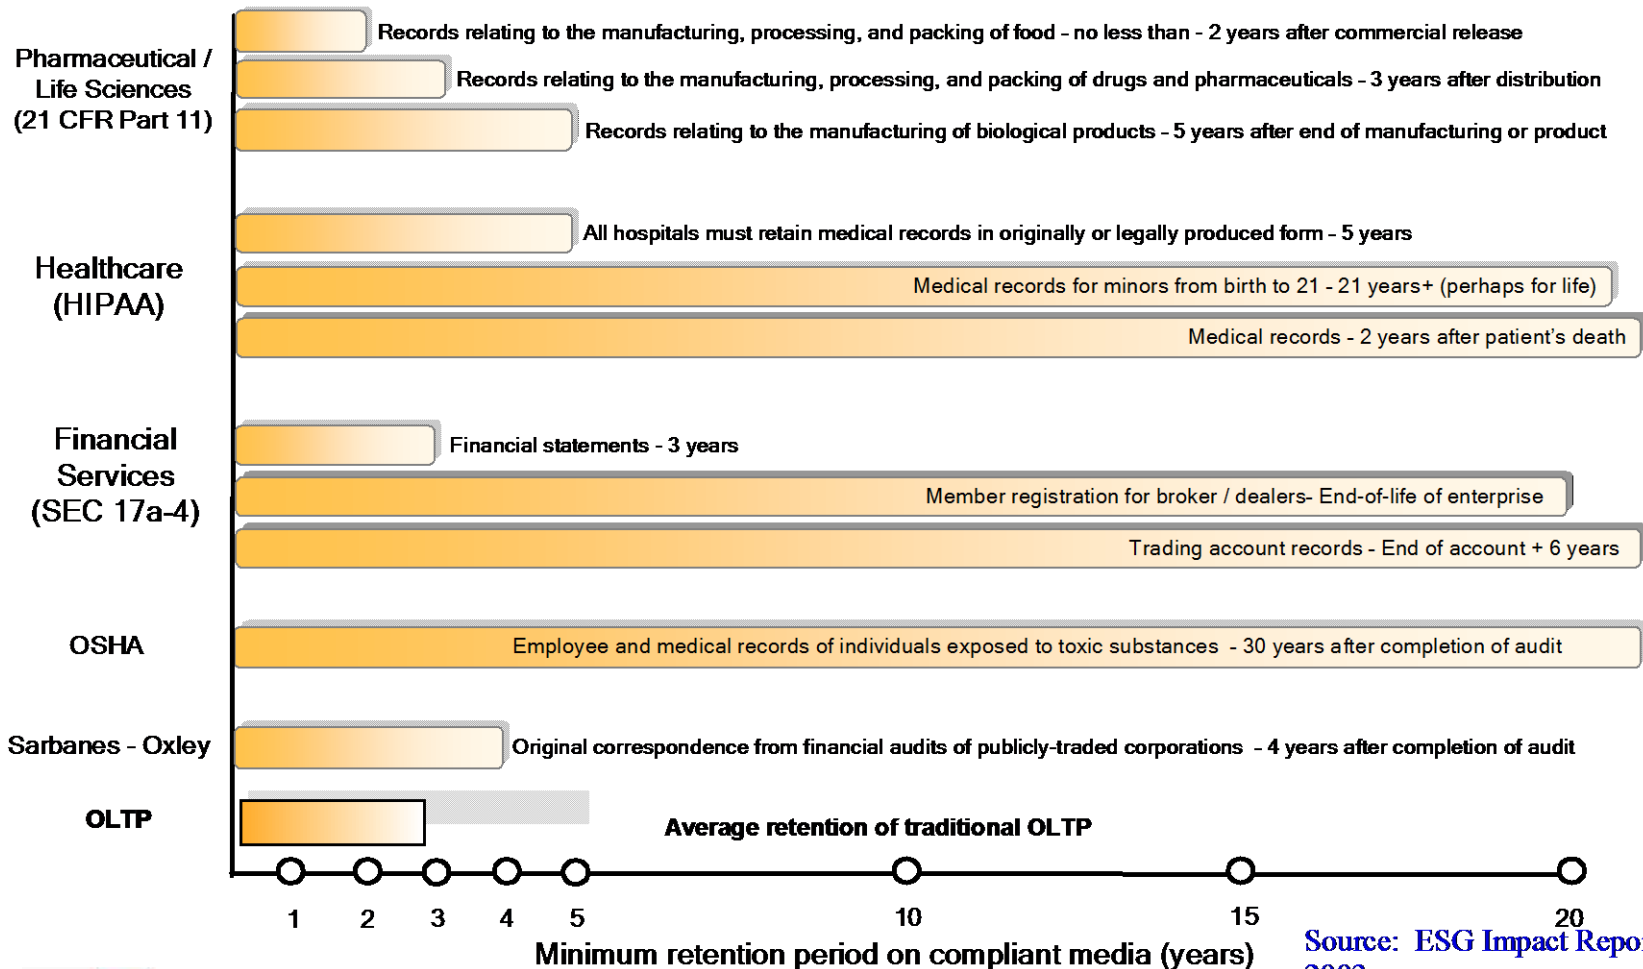 Pharmaceutical /
Life Sciences
(21 CFR Part 11)
Records relating to the manufacturing, processing, and packing of food - no less than - 2 years after commercial release
Records relating to the manufacturing, processing, and packing of drugs and pharmaceuticals - 3 years after distribution
Records relating to the manufacturing of biological products - 5 years after end of manufacturing or product
Healthcare
(HIPAA)
All hospitals must retain medical records in originally or legally produced form - 5 years
Medical records for minors from birth to 21 - 21 years+ (perhaps for life)
Medical records - 2 years after patient's death
Financial
Services
(SEC 17a-4)
Financial statements - 3 years
Member registration for broker / dealers- End-of-life of enterprise
Trading account records - End of account + 6 years
OSHA
Employee and medical records of individuals exposed to toxic substances - 30 years after completion of audit
Sarbanes - Oxley
Original correspondence from financial audits of publicly-traded corporations - 4 years after completion of audit
OLTP
Average retention of traditional OLTP
1 2 3 4 5 10 15 20
Minimum retention period on compliant media (years)
Source: ESG Impact Repor